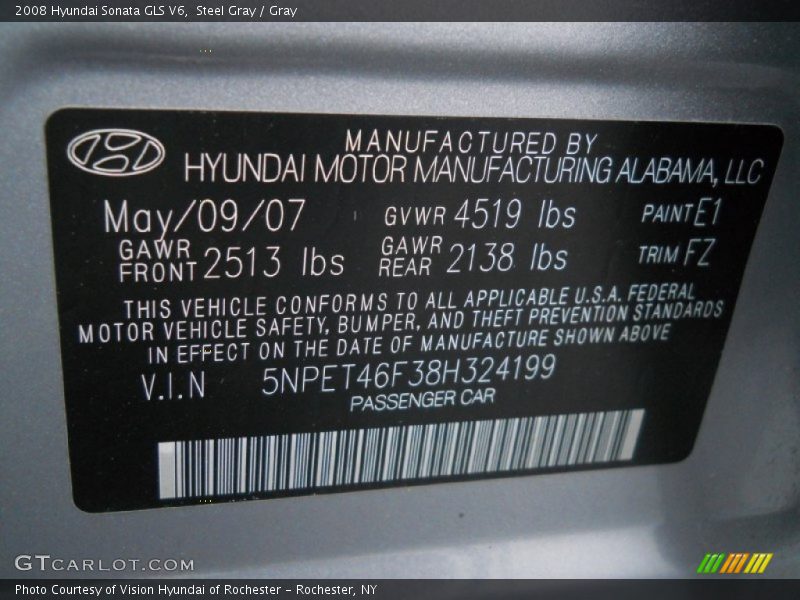 2008 Hyundai Sonata GLS V6, Steel Gray / Gray
MANUFACTURED BY
HYUNDAI MOTOR MANUFACTURING ALABAMA, LLC
May/09/07 GVWR 4519 lbs PAINT E1
GAWR FRONT 2513 lbs GAWR REAR 2138 lbs TRIM FZ
THIS VEHICLE CONFORMS TO ALL APPLICABLE U.S.A. FEDERAL
MOTOR VEHICLE SAFETY, BUMPER, AND THEFT PREVENTION STANDARDS
IN EFFECT ON THE DATE OF MANUFACTURE SHOWN ABOVE
V.I.N 5NPET46F38H324199
PASSENGER CAR
GTCARLOT.COM
Photo Courtesy of Vision Hyundai of Rochester - Rochester, NY